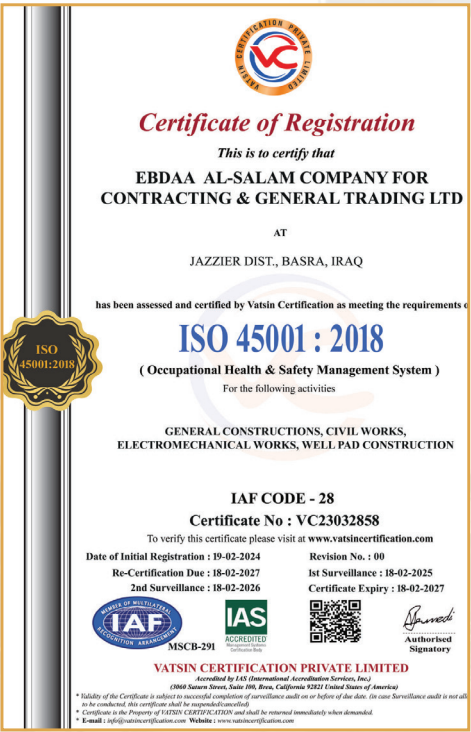 VATSIN CERTIFICATION PRIVATE LIMITED
VC
Certificate of Registration
This is to certify that
EBDAA AL-SALAM COMPANY FOR
CONTRACTING & GENERAL TRADING LTD
AT
JAZZIER DIST., BASRA, IRAQ
has been assessed and certified by Vatsin Certification as meeting the requirements
ISO
45001:2018
ISO 45001 : 2018
( Occupational Health & Safety Management System )
For the following activities
GENERAL CONSTRUCTIONS, CIVIL WORKS,
ELECTROMECHANICAL WORKS, WELL PAD CONSTRUCTION
IAF CODE - 28
Certificate No : VC23032858
To verify this certificate please visit at www.vatsincertification.com
Date of Initial Registration : 19-02-2024 Revision No. : 00
Re-Certification Due : 18-02-2027 1st Surveillance : 18-02-2025
2nd Surveillance : 18-02-2026 Certificate Expiry : 18-02-2027
MEMBER OF MULTILATERAL
IAF
RECOGNITION ARRANGEMENT
MSCB-291
IAS
ACCREDITED
Management Systems
Certification Body
Authorised
Signatory
VATSIN CERTIFICATION PRIVATE LIMITED
Accredited by IAS (International Accreditation Services, Inc.)
(3060 Saturn Street, Suite 100, Brea, California 92821 United States of America)
* Validity of the Certificate is subject to successful completion of surveillance audit on or before of due date. (in case Surveillance audit is not
to be conducted, this certificate shall be suspended/cancelled)
* Certificate is the Property of VATSIN CERTIFICATION and shall be returned immediately when demanded.
* E-mail : info@vatsincertification.com Website : www.vatsincertification.com